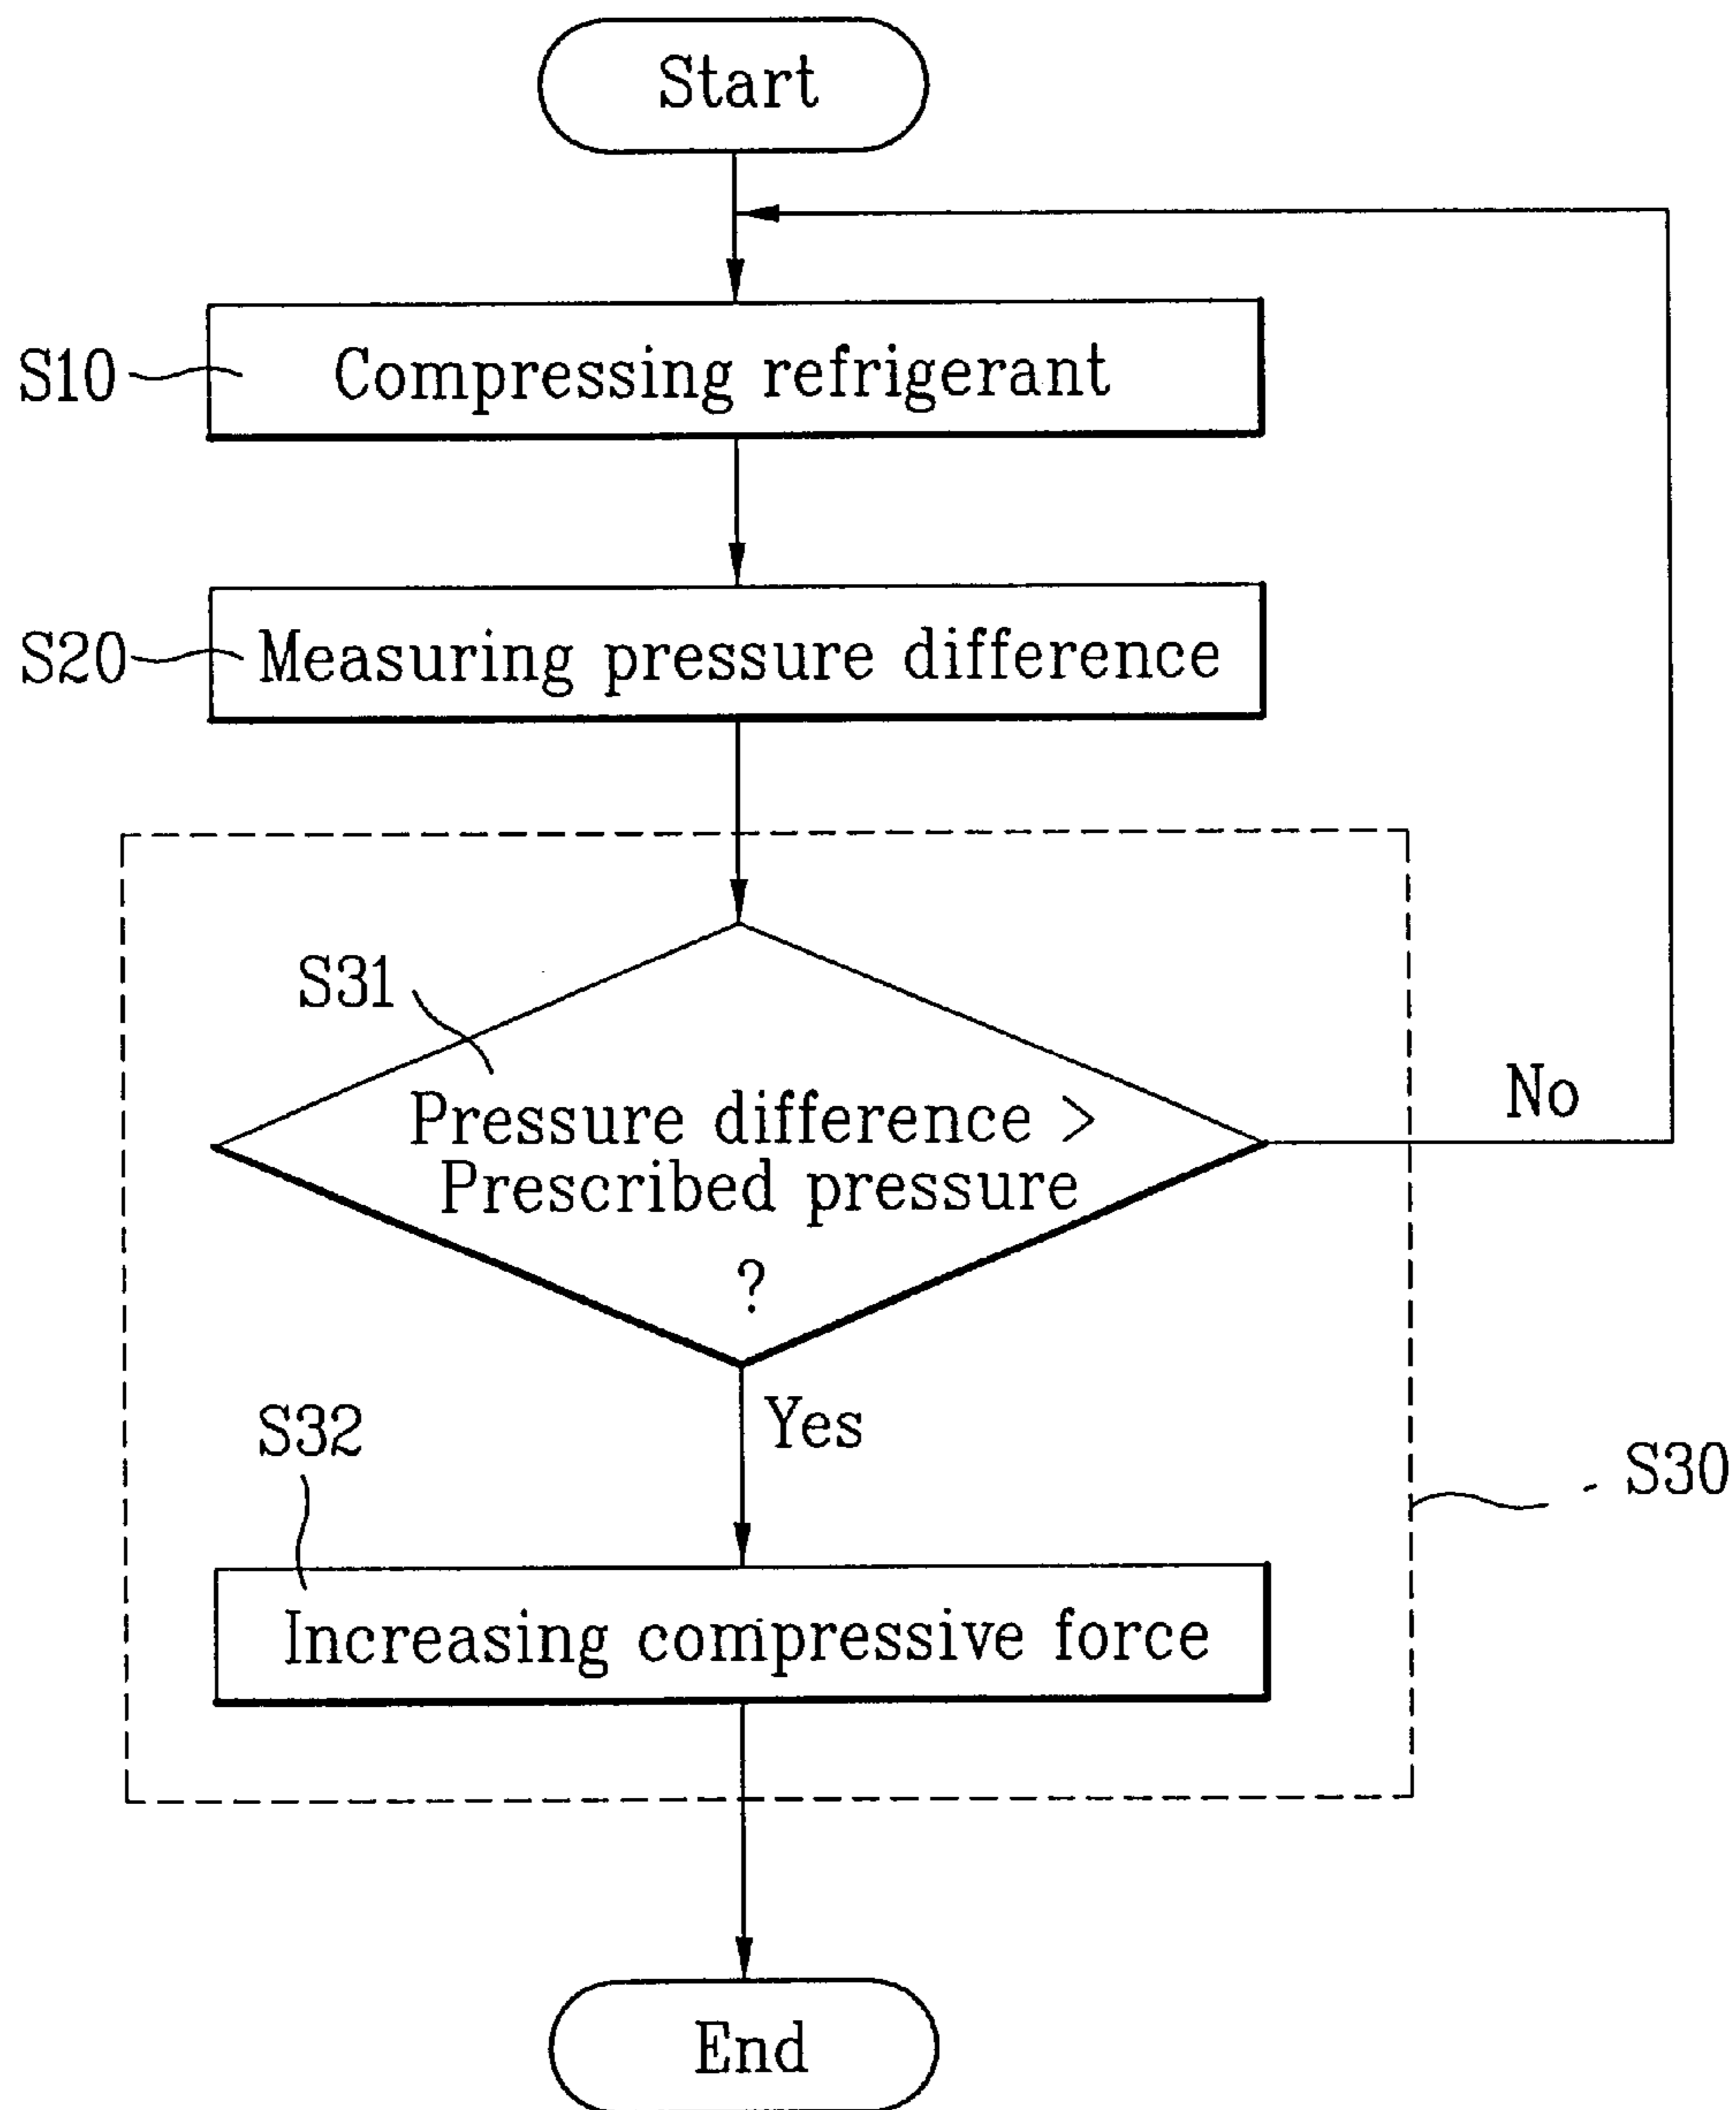 Start
S10
Compressing refrigerant
S20
Measuring pressure difference
S31
Pressure difference >
Prescribed pressure
?
No
Yes
S32
S30
Increasing compressive force
End